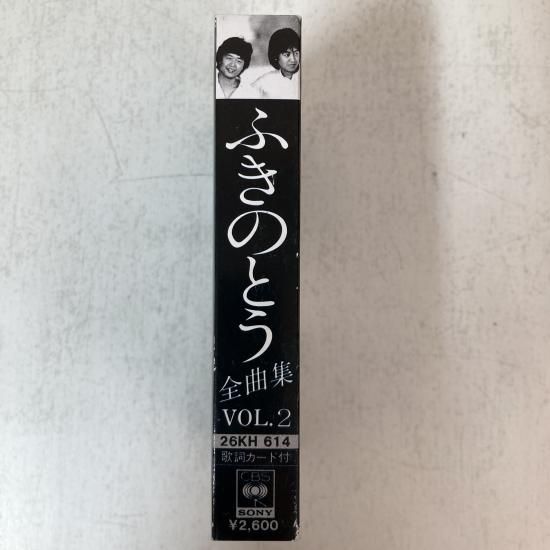 ふきのとう
全曲集
VOL.2
26KH 614
歌詞カード付
CBS
SONY
¥2,600